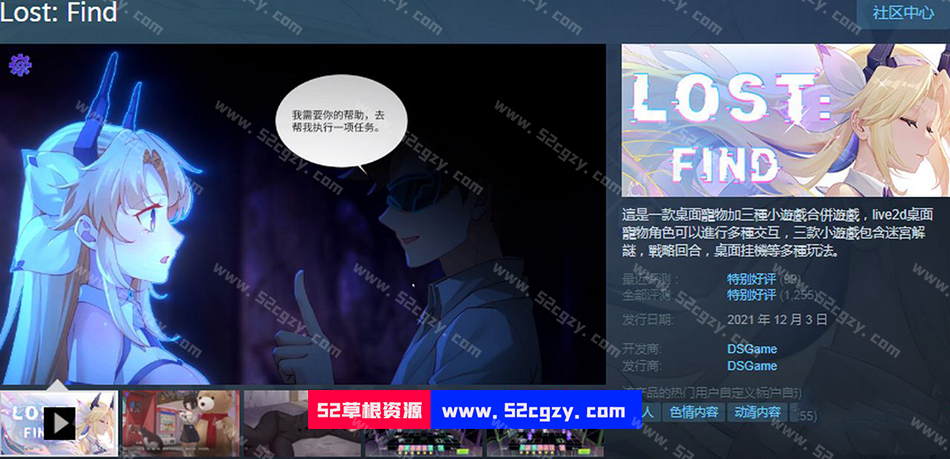 Lost: Find
社区中心
我需要你的帮助，去
帮我执行一项任务。
LOST:
FIND
這是一款桌面寵物加三種小遊戲合併遊戲，live2d桌面
寵物角色可以進行多種交互，三款小遊戲包含迷宮解
謎，戰略回合，桌面挂機等多種玩法。
最近评测：
特别好评 (99)
全部评测：
特别好评 (1,255)
发行日期:
2021 年 12 月 3 日
开发商:
DSGame
发行商:
DSGame
该产品的热门用户自定义标
人
色情内容
动漫内容
52草根资源
www.52cgzy.com
www.52cgzy.com